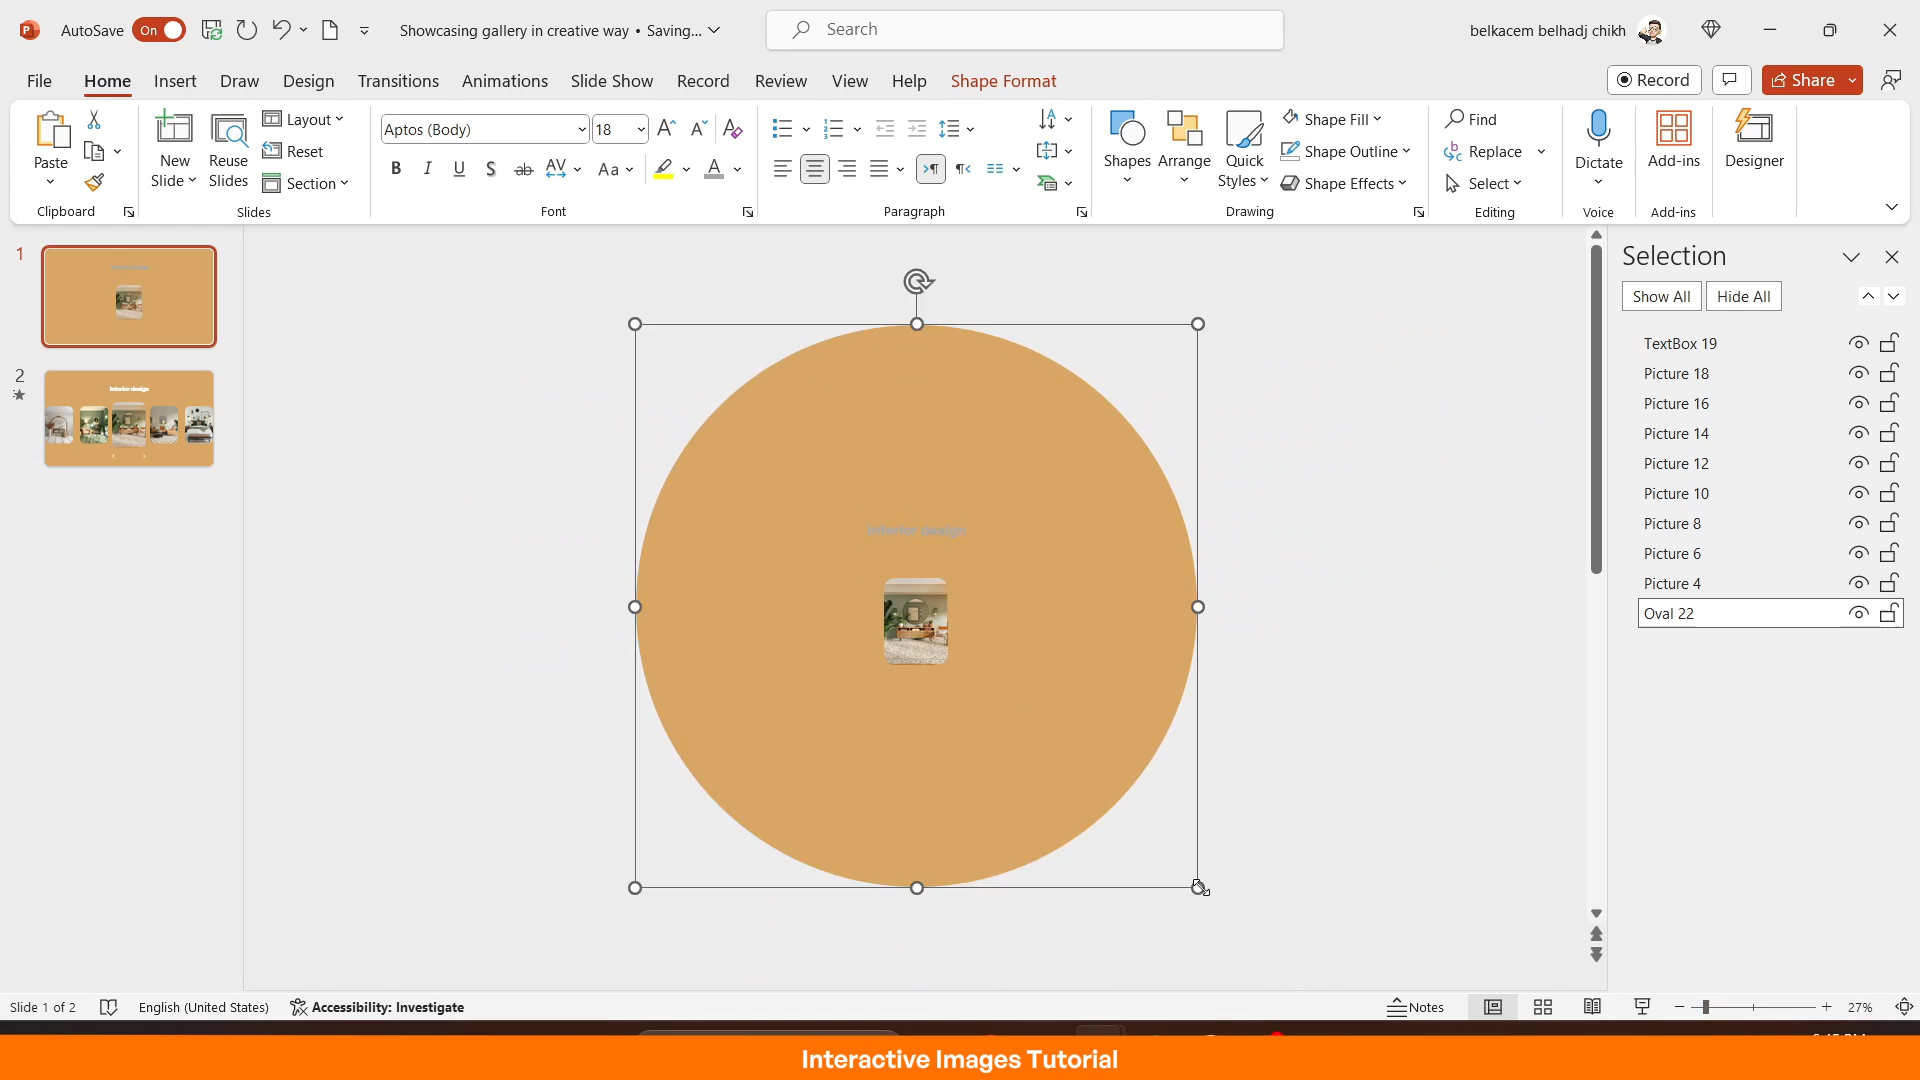 AutoSave On Showcasing gallery in creative way • Saving... Search belkacem belhadj chikh
File Home Insert Draw Design Transitions Animations Slide Show Record Review View Help Shape Format Record Share
Paste
Clipboard
New Slide
Reuse Slides
Layout
Reset
Section
Slides
Aptos (Body) 18
Font
Paragraph
Shapes
Arrange
Quick Styles
Shape Fill
Shape Outline
Shape Effects
Drawing
Find
Replace
Select
Editing
Dictate
Voice
Add-ins
Add-ins
Designer
1
2
Interior design
Interior design
Selection
Show All Hide All
TextBox 19
Picture 18
Picture 16
Picture 14
Picture 12
Picture 10
Picture 8
Picture 6
Picture 4
Oval 22
Slide 1 of 2 English (United States) Accessibility: Investigate Notes 27%
Interactive Images Tutorial